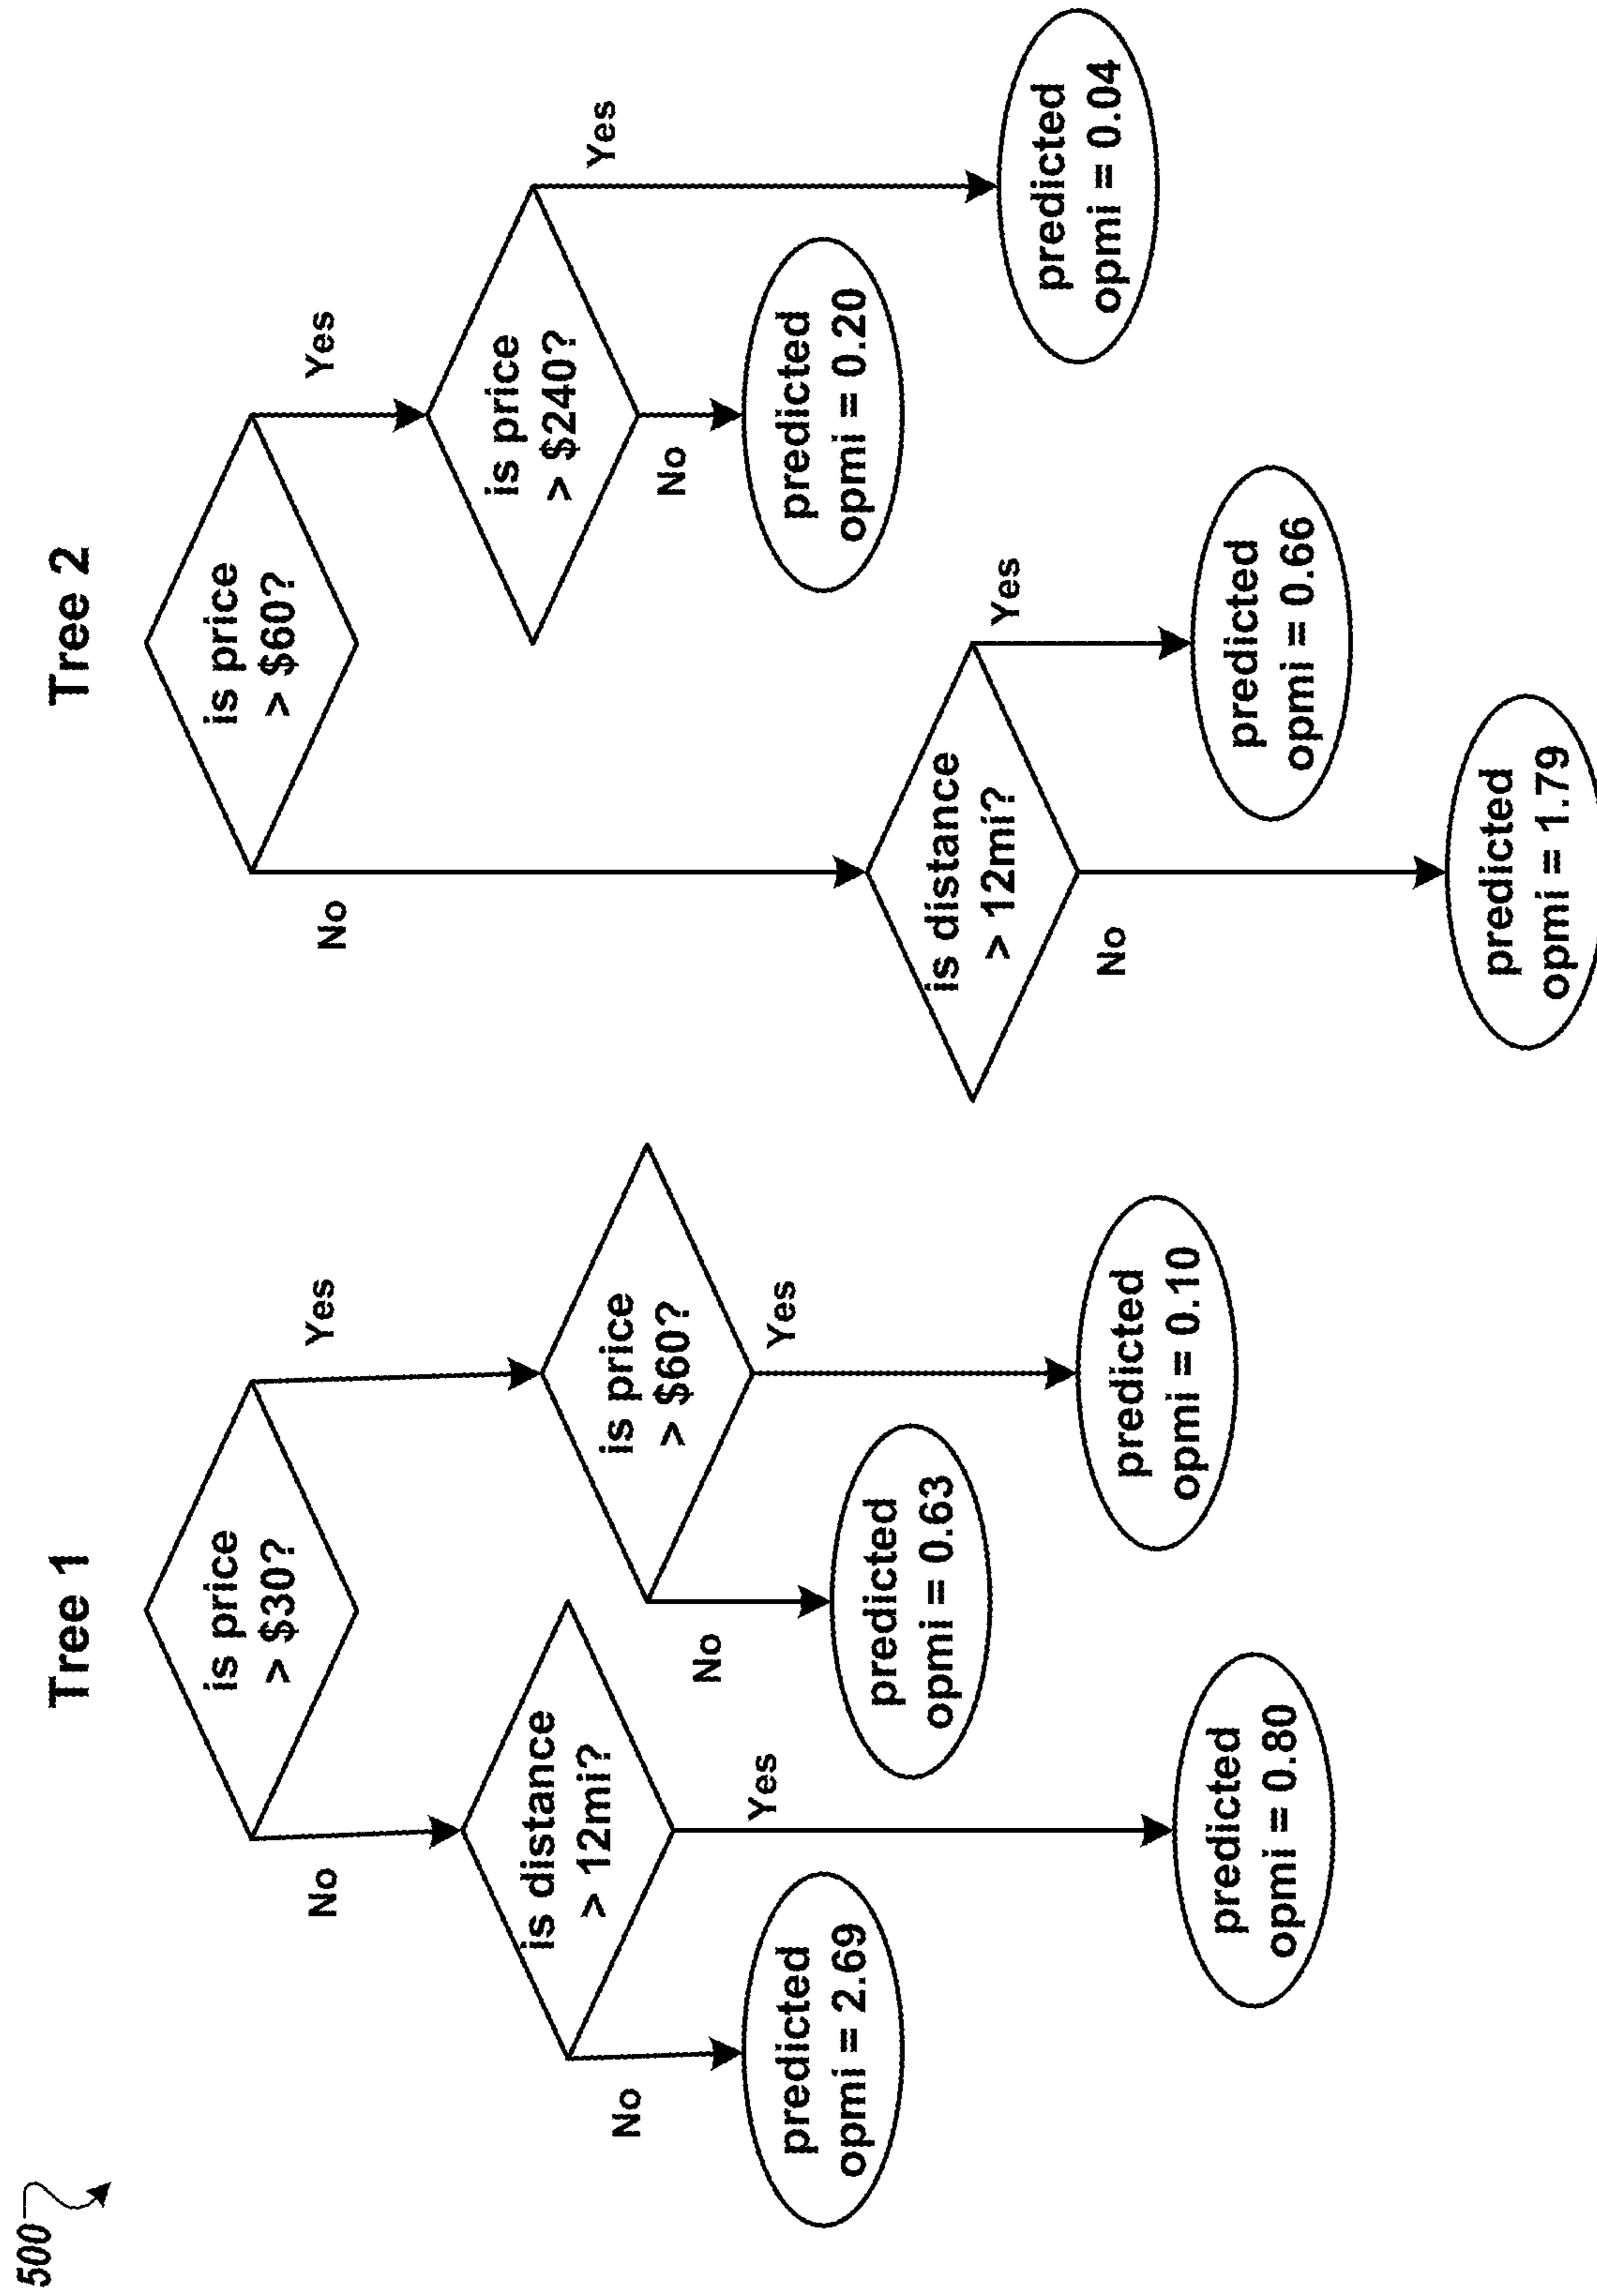 500
Tree 1
is price
> $30?
No
Yes
is distance
> 12mi?
is price
> $60?
No
Yes
No
Yes
predicted
opmi = 2.69
predicted
opmi = 0.80
predicted
opmi = 0.63
predicted
opmi = 0.10
Tree 2
is price
> $60?
No
Yes
is price
> $240?
No
Yes
predicted
opmi = 0.20
predicted
opmi = 0.04
is distance
> 12mi?
No
Yes
predicted
opmi = 1.79
predicted
opmi = 0.66